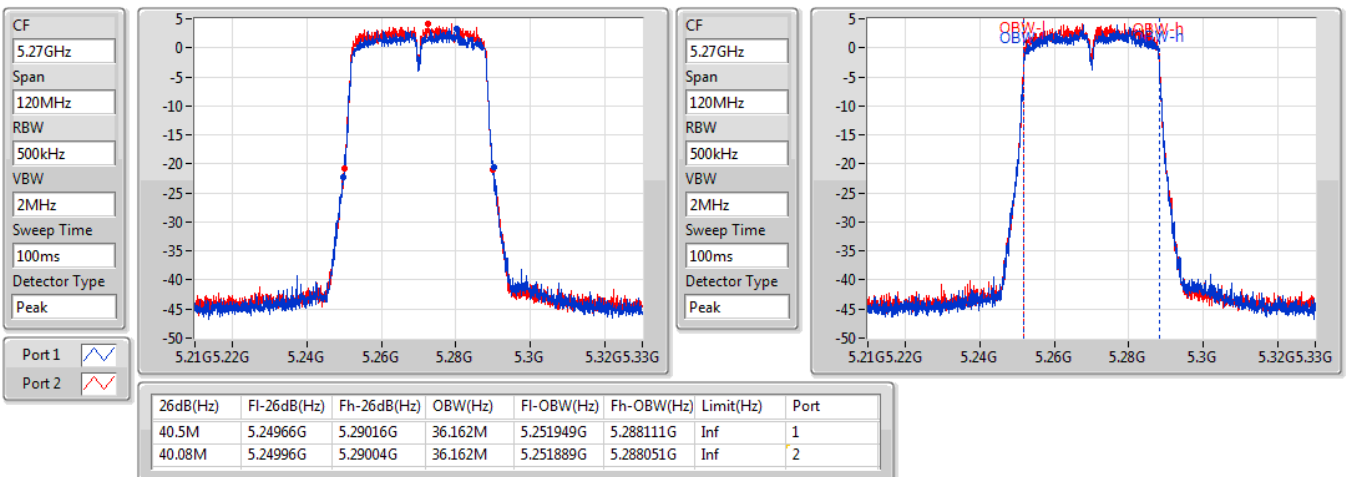 CF
5.27GHz
Span
120MHz
RBW
500kHz
VBW
2MHz
Sweep Time
100ms
Detector Type
Peak
Port 1
Port 2
5
0
-5
-10
-15
-20
-25
-30
-35
-40
-45
-50
5.21G 5.22G 5.24G 5.26G 5.28G 5.3G 5.32G 5.33G
CF
5.27GHz
Span
120MHz
RBW
500kHz
VBW
2MHz
Sweep Time
100ms
Detector Type
Peak
5
0
-5
-10
-15
-20
-25
-30
-35
-40
-45
-50
OBW-l OBW-h
OBW- OBW-h
5.21G 5.22G 5.24G 5.26G 5.28G 5.3G 5.32G 5.33G
26dB(Hz) Fl-26dB(Hz) Fh-26dB(Hz) OBW(Hz) Fl-OBW(Hz) Fh-OBW(Hz) Limit(Hz) Port
40.5M 5.24966G 5.29016G 36.162M 5.251949G 5.288111G Inf 1
40.08M 5.24996G 5.29004G 36.162M 5.251889G 5.288051G Inf 2